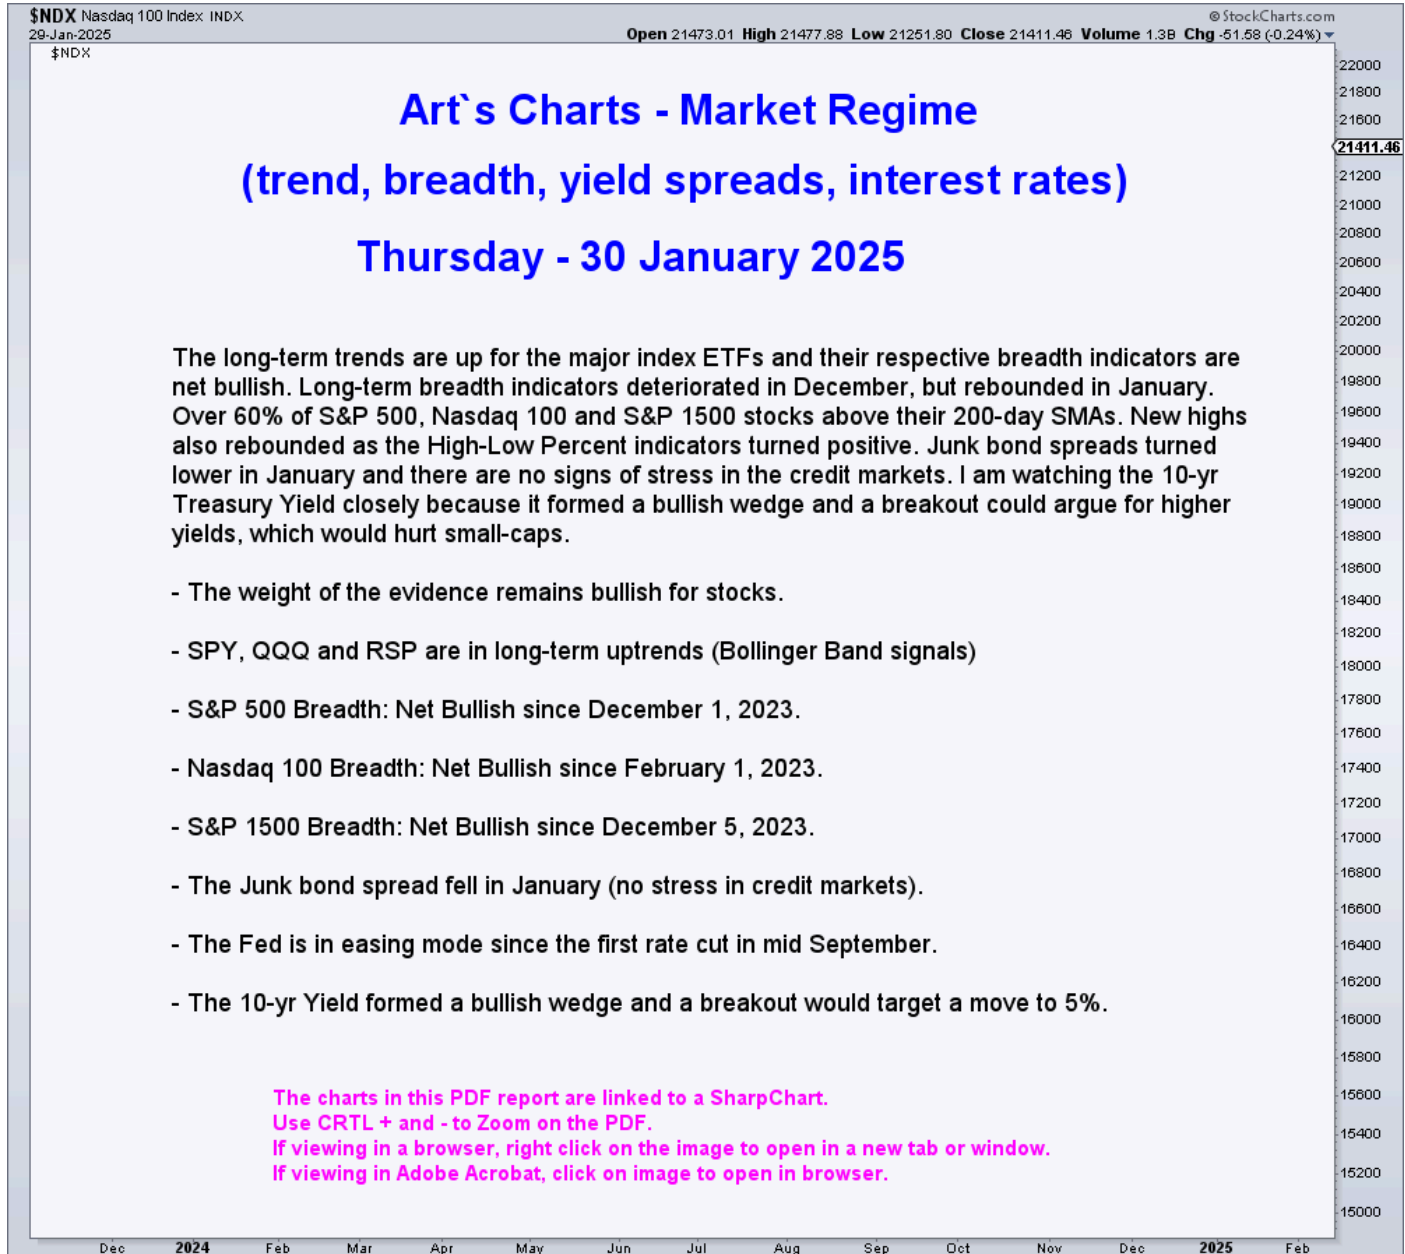 $NDX Nasdaq 100 Index INDX
© StockCharts.com
29-Jan-2025
Open 21473.01 High 21477.88 Low 21251.80 Close 21411.46 Volume 1.3B Chg -51.58 (-0.24%)
$NDX
Art`s Charts - Market Regime
(trend, breadth, yield spreads, interest rates)
Thursday - 30 January 2025
The long-term trends are up for the major index ETFs and their respective breadth indicators are
net bullish. Long-term breadth indicators deteriorated in December, but rebounded in January.
Over 60% of S&P 500, Nasdaq 100 and S&P 1500 stocks above their 200-day SMAs. New highs
also rebounded as the High-Low Percent indicators turned positive. Junk bond spreads turned
lower in January and there are no signs of stress in the credit markets. I am watching the 10-yr
Treasury Yield closely because it formed a bullish wedge and a breakout could argue for higher
yields, which would hurt small-caps.
- The weight of the evidence remains bullish for stocks.
- SPY, QQQ and RSP are in long-term uptrends (Bollinger Band signals)
- S&P 500 Breadth: Net Bullish since December 1, 2023.
- Nasdaq 100 Breadth: Net Bullish since February 1, 2023.
- S&P 1500 Breadth: Net Bullish since December 5, 2023.
- The Junk bond spread fell in January (no stress in credit markets).
- The Fed is in easing mode since the first rate cut in mid September.
- The 10-yr Yield formed a bullish wedge and a breakout would target a move to 5%.
The charts in this PDF report are linked to a SharpChart.
Use CRTL + and - to Zoom on the PDF.
If viewing in a browser, right click on the image to open in a new tab or window.
If viewing in Adobe Acrobat, click on image to open in browser.
22000
21800
21600
21411.46
21200
21000
20800
20600
20400
20200
20000
19800
19600
19400
19200
19000
18800
18600
18400
18200
18000
17800
17600
17400
17200
17000
16800
16600
16400
16200
16000
15800
15600
15400
15200
15000
Dec 2024 Feb Mar Apr May Jun Jul Aug Sep Oct Nov Dec 2025 Feb